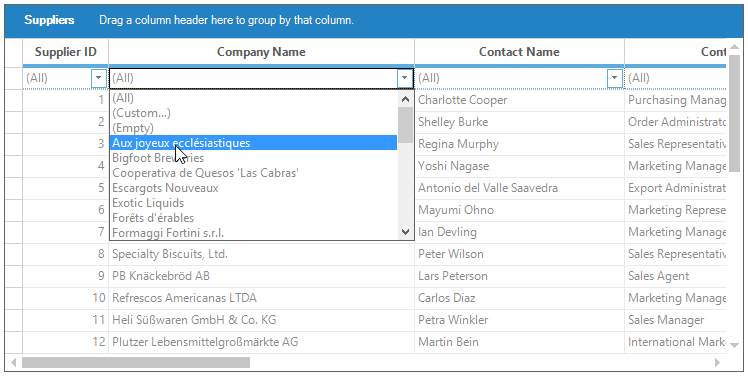 Suppliers Drag a column header here to group by that column.
Supplier ID Company Name Contact Name Cont
(All) (All) (All) (All)
(All)
(Custom...)
(Empty)
Aux joyeux ecclésiastiques
Bigfoot Breweries
Cooperativa de Quesos 'Las Cabras'
Escargots Nouveaux
Exotic Liquids
Forêts d'érables
Formaggi Fortini s.r.l.
1 Charlotte Cooper Purchasing Manag
2 Shelley Burke Order Administrato
3 Regina Murphy Sales Representati
4 Yoshi Nagase Marketing Manage
5 Antonio del Valle Saavedra Export Administrat
6 Mayumi Ohno Marketing Represe
7 Ian Devling Marketing Manage
8 Specialty Biscuits, Ltd. Peter Wilson Sales Representati
9 PB Knäckebröd AB Lars Peterson Sales Agent
10 Refrescos Americanas LTDA Carlos Diaz Marketing Manage
11 Heli Süßwaren GmbH & Co. KG Petra Winkler Sales Manager
12 Plutzer Lebensmittelgroßmärkte AG Martin Bein International Mark